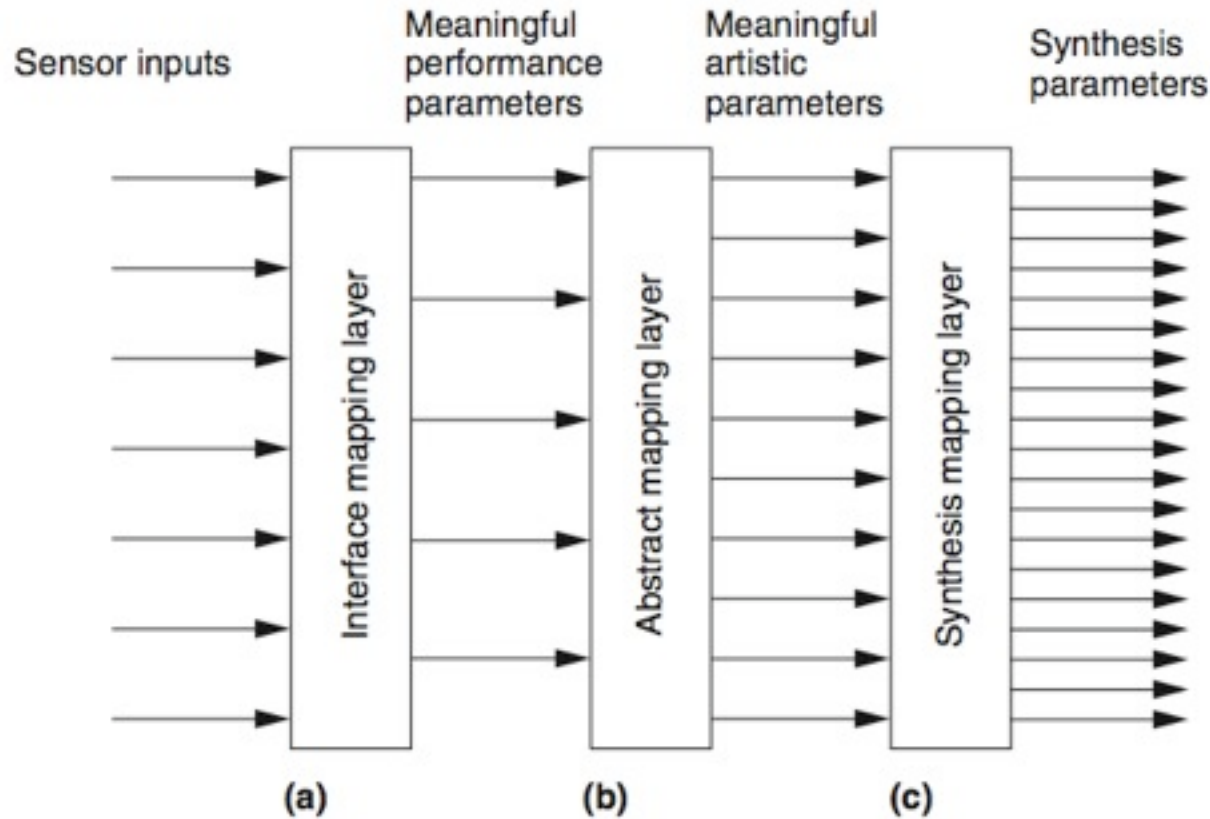 Sensor inputs
Meaningful
performance
parameters
Meaningful
artistic
parameters
Synthesis
parameters
Interface mapping layer
Abstract mapping layer
Synthesis mapping layer
(a)
(b)
(c)